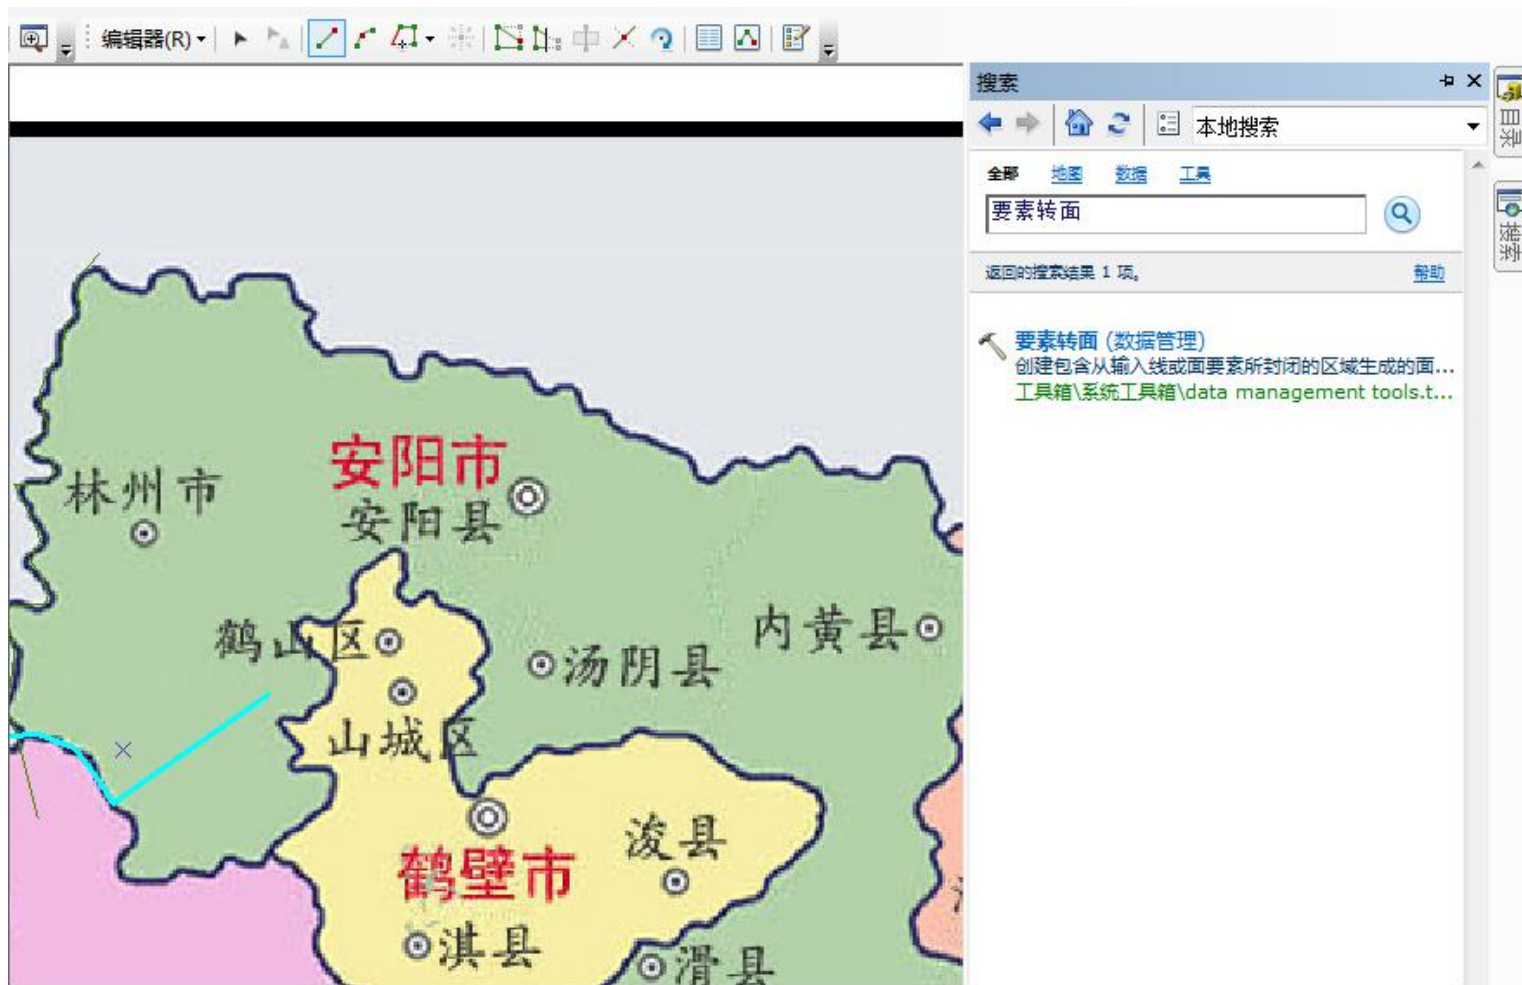 编辑器(R)
搜索
本地搜索
全部 地图 数据 工具
要素转面
返回的搜索结果 1 项。
帮助
要素转面 (数据管理)
创建包含从输入线或面要素所封闭的区域生成的面...
工具箱\系统工具箱\data management tools.t...
目录
搜索
安阳市
林州市
安阳县
鹤山区
内黄县
汤阴县
山城区
浚县
鹤壁市
淇县
滑县